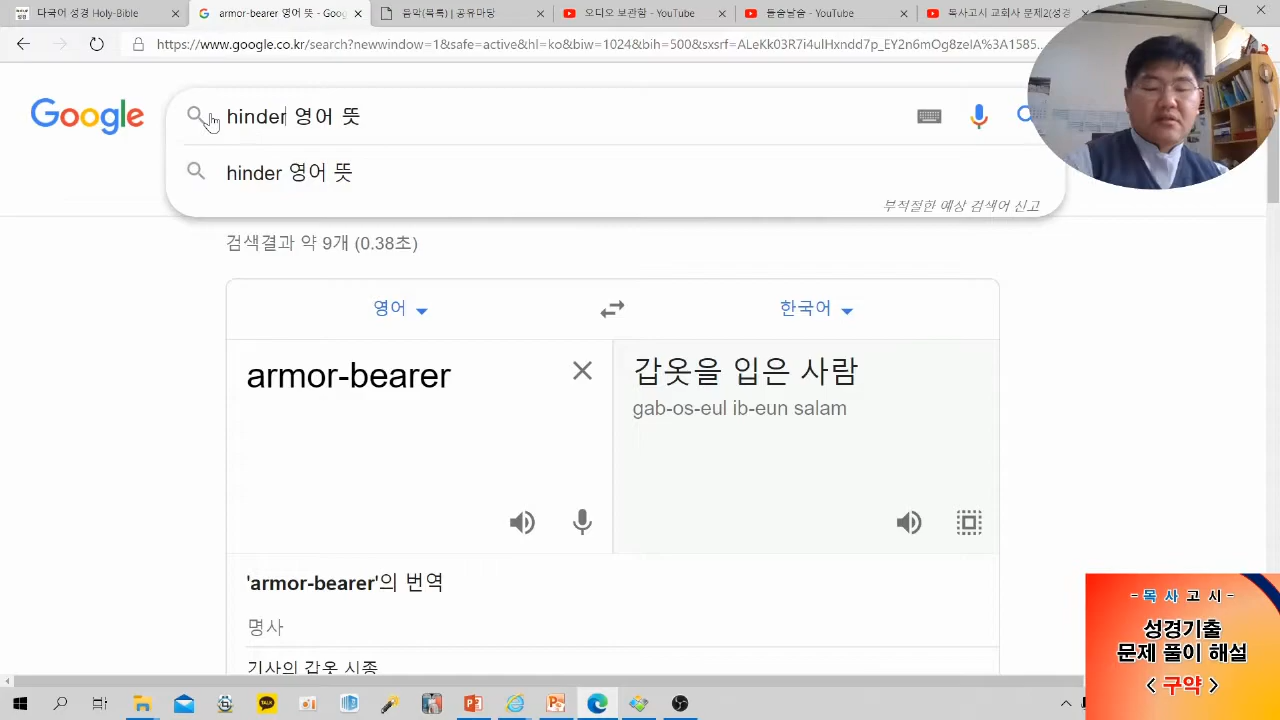 다국어 성경 Holy-Bible
armor-bearer 영어 뜻 - Goo
음악(목록) | 공유마당
오디오 보관함 - YouTube
돌솔날솔 - YouTube
목사고시 교회사 문제2(성경
https://www.google.co.kr/search?newwindow=1&safe=active&hl=ko&biw=1024&bih=500&sxsrf=ALeKk03R7i4ulHxndd7p_EY2n6mOg8zeIA%3A1585...
Google
hinder 영어 뜻
hinder 영어 뜻
부적절한 예상 검색어 신고
검색결과 약 9개 (0.38초)
영어
한국어
armor-bearer
갑옷을 입은 사람
gab-os-eul ib-eun salam
'armor-bearer'의 번역
명사
기사의 갑옷 시종
- 목 사 고 시 -
성경기출
문제 풀이 해설
< 구약 >